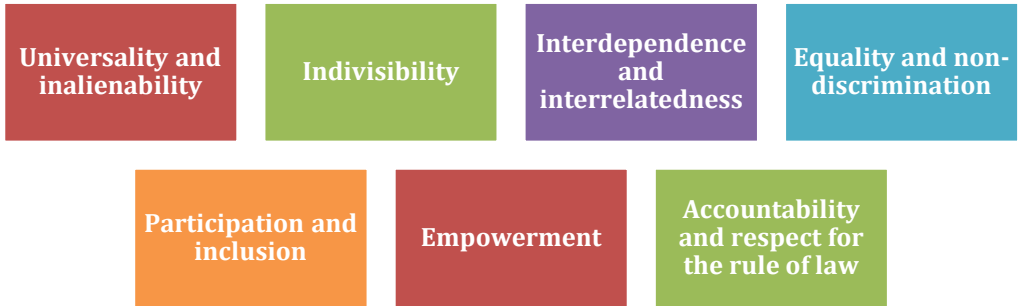 Universality and
inalienability
Indivisibility
Interdependence
and
interrelatedness
Equality and non-
discrimination
Participation and
inclusion
Empowerment
Accountability
and respect for
the rule of law